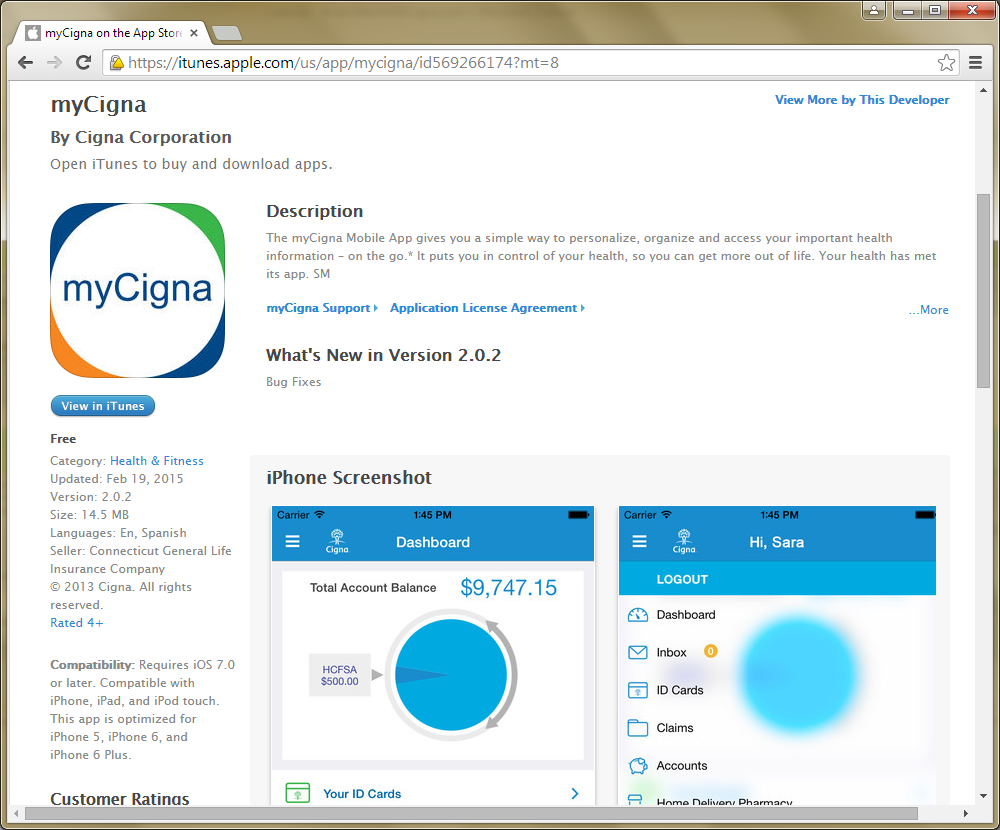 myCigna on the App Store
https://itunes.apple.com/us/app/mycigna/id569266174?mt=8
myCigna
View More by This Developer
By Cigna Corporation
Open iTunes to buy and download apps.
myCigna
View in iTunes
Free
Category: Health & Fitness
Updated: Feb 19, 2015
Version: 2.0.2
Size: 14.5 MB
Languages: En, Spanish
Seller: Connecticut General Life
Insurance Company
© 2013 Cigna. All rights
reserved.
Rated 4+
Compatibility: Requires iOS 7.0
or later. Compatible with
iPhone, iPad, and iPod touch.
This app is optimized for
iPhone 5, iPhone 6, and
iPhone 6 Plus.
Customer Ratings
Description
The myCigna Mobile App gives you a simple way to personalize, organize and access your important health
information – on the go.* It puts you in control of your health, so you can get more out of life. Your health has met
its app. SM
myCigna Support
Application License Agreement
...More
What's New in Version 2.0.2
Bug Fixes
iPhone Screenshot
Carrier 1:45 PM
Cigna
Dashboard
Total Account Balance $9,747.15
HCFSA
$500.00
Your ID Cards
Carrier 1:45 PM
Cigna
Hi, Sara
LOGOUT
Dashboard
Inbox 0
ID Cards
Claims
Accounts
Home Delivery Pharmacy